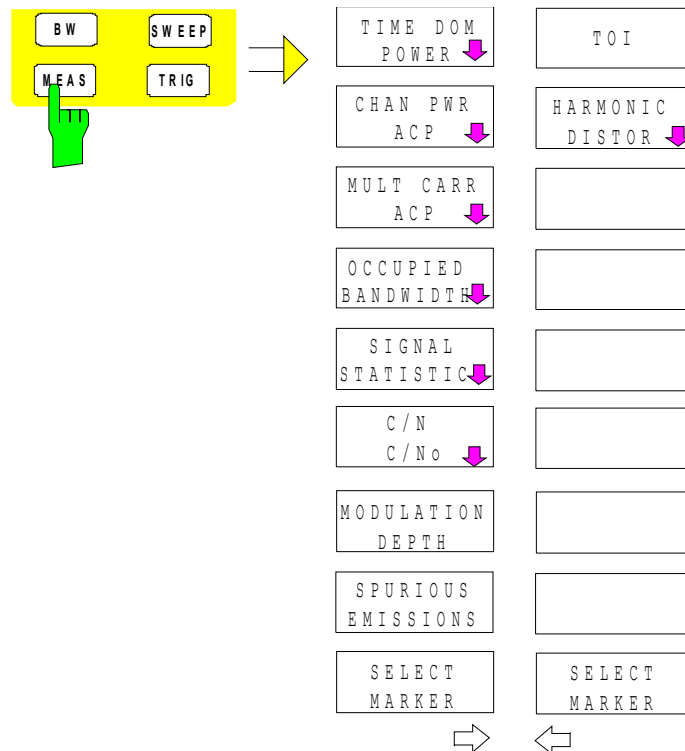 BW
SWEEP
MEAS
TRIG
TIME DOM
POWER
CHAN PWR
ACP
MULT CARR
ACP
OCCUPIED
BANDWIDTH
SIGNAL
STATISTIC
C/N
C/No
MODULATION
DEPTH
SPURIOUS
EMISSIONS
SELECT
MARKER
TOI
HARMONIC
DISTOR
SELECT
MARKER